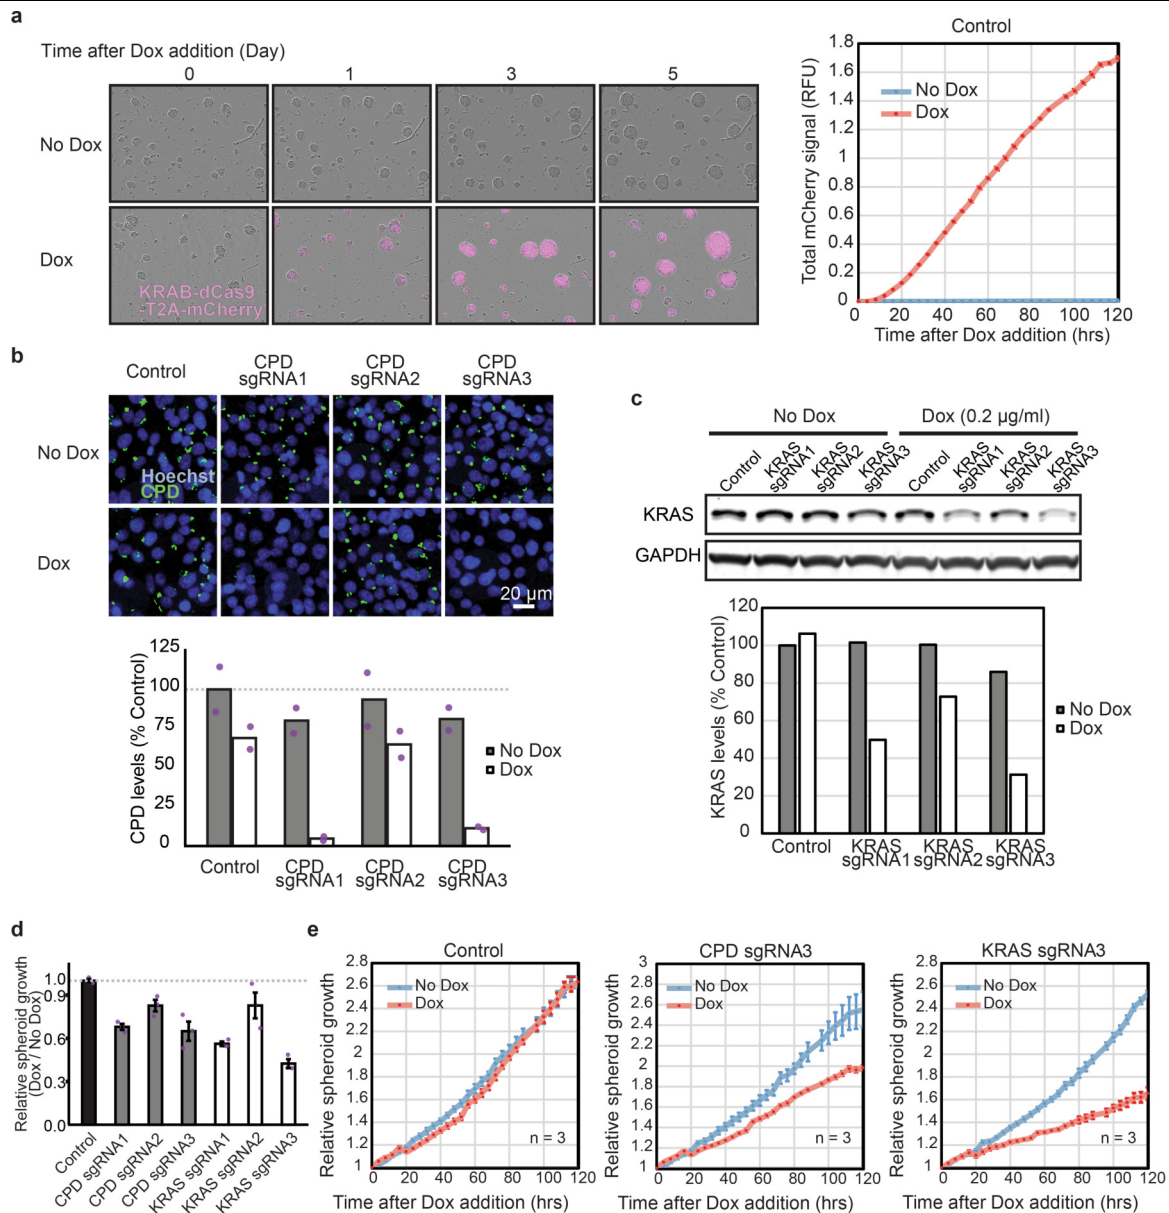 a
Time after Dox addition (Day)
0 1 3 5
No Dox
Dox
KRAB-dCas9
-T2A-mCherry
Control
Total mCherry signal (RFU)
1.8
1.6
1.4
1.2
1
0.8
0.6
0.4
0.2
0
No Dox
Dox
0 20 40 60 80 100 120
Time after Dox addition (hrs)
b
Control
CPD
sgRNA1
CPD
sgRNA2
CPD
sgRNA3
No Dox
Hoechst
CPD
Dox
20 µm
CPD levels (% Control)
125
100
75
50
25
0
No Dox
Dox
Control
CPD
sgRNA1
CPD
sgRNA2
CPD
sgRNA3
c
No Dox
Dox (0.2 µg/ml)
Control
KRAS
sgRNA1
KRAS
sgRNA2
KRAS
sgRNA3
Control
KRAS
sgRNA1
KRAS
sgRNA2
KRAS
sgRNA3
KRAS
GAPDH
KRAS levels (% Control)
120
100
80
60
40
20
0
No Dox
Dox
Control
KRAS
sgRNA1
KRAS
sgRNA2
KRAS
sgRNA3
d
Relative spheroid growth
(Dox / No Dox)
1.0
0.9
0.6
0.3
0.0
Control
CPD sgRNA1
CPD sgRNA2
CPD sgRNA3
KRAS sgRNA1
KRAS sgRNA2
KRAS sgRNA3
e
Control
Relative spheroid growth
2.8
2.6
2.4
2.2
2
1.8
1.6
1.4
1.2
1
No Dox
Dox
n = 3
0 20 40 60 80 100 120
Time after Dox addition (hrs)
CPD sgRNA3
Relative spheroid growth
3
2.8
2.6
2.4
2.2
2
1.8
1.6
1.4
1.2
1
No Dox
Dox
n = 3
0 20 40 60 80 100 120
Time after Dox addition (hrs)
KRAS sgRNA3
Relative spheroid growth
2.8
2.6
2.4
2.2
2
1.8
1.6
1.4
1.2
1
No Dox
Dox
n = 3
0 20 40 60 80 100 120
Time after Dox addition (hrs)